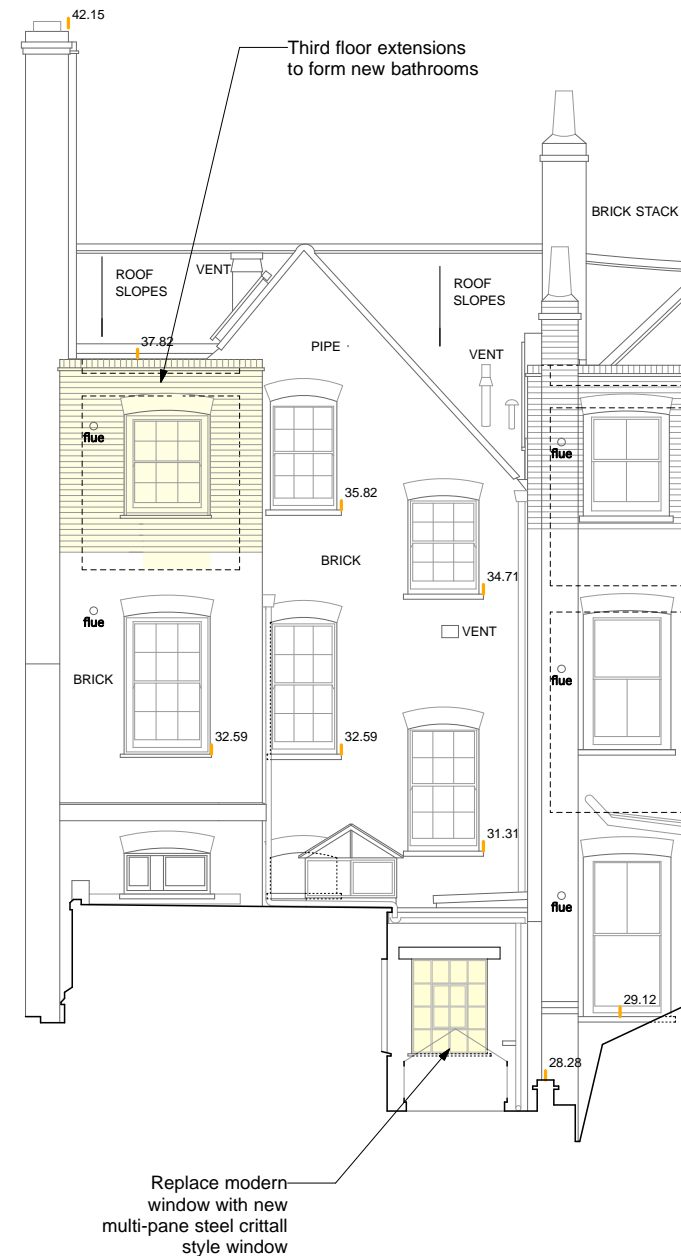 42.15
Third floor extensions
to form new bathrooms
BRICK STACK
ROOF
SLOPES
VENT
ROOF
SLOPES
37.82
PIPE
VENT
flue
flue
35.82
BRICK
34.71
flue
VENT
BRICK
flue
32.59
32.59
31.31
flue
29.12
28.28
Replace modern
window with new
multi-pane steel crittall
style window